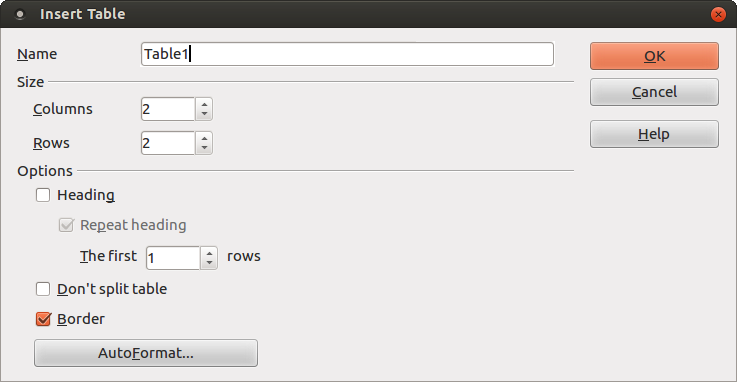 Insert Table
Name Table1 OK
Size Cancel
Columns 2
Rows 2 Help
Options
Heading
Repeat heading
The first 1 rows
Don't split table
Border
AutoFormat...